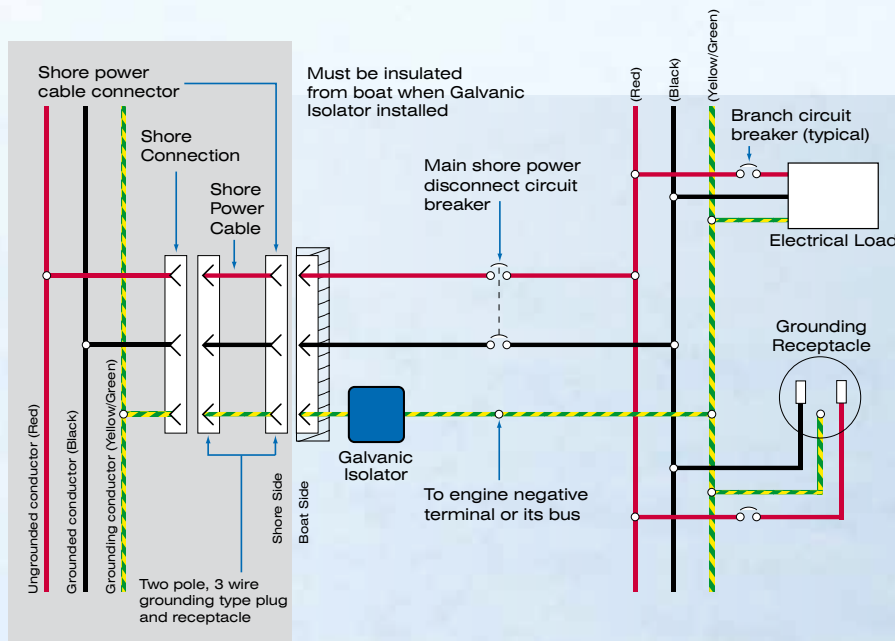 Shore power
cable connector
Must be insulated
from boat when Galvanic
Isolator installed
(Red)
(Black)
(Yellow/Green)
Branch circuit
breaker (typical)
Shore
Connection
Shore
Power
Cable
Main shore power
disconnect circuit
breaker
Electrical Load
Grounding
Receptacle
Ungrounded conductor (Red)
Grounded conductor (Black)
Grounding conductor (Yellow/Green)
Shore Side
Boat Side
Galvanic
Isolator
To engine negative
terminal or its bus
Two pole, 3 wire
grounding type plug
and receptacle